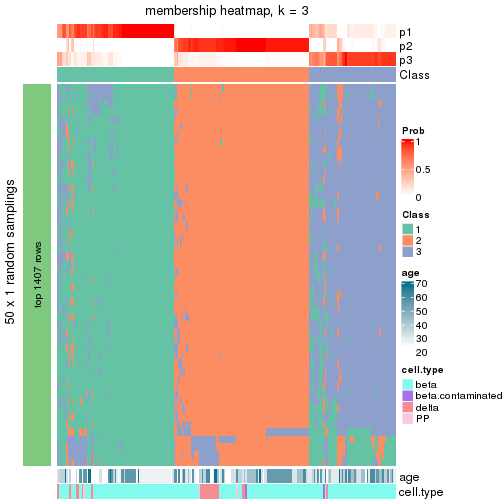 membership heatmap, k = 3
p1
p2
p3
Class
50 x 1 random samplings
top 1407 rows
Prob
1
0.5
0
Class
1
2
3
age
70
60
50
40
30
20
cell.type
beta
beta.contaminated
delta
PP
age
cell.type